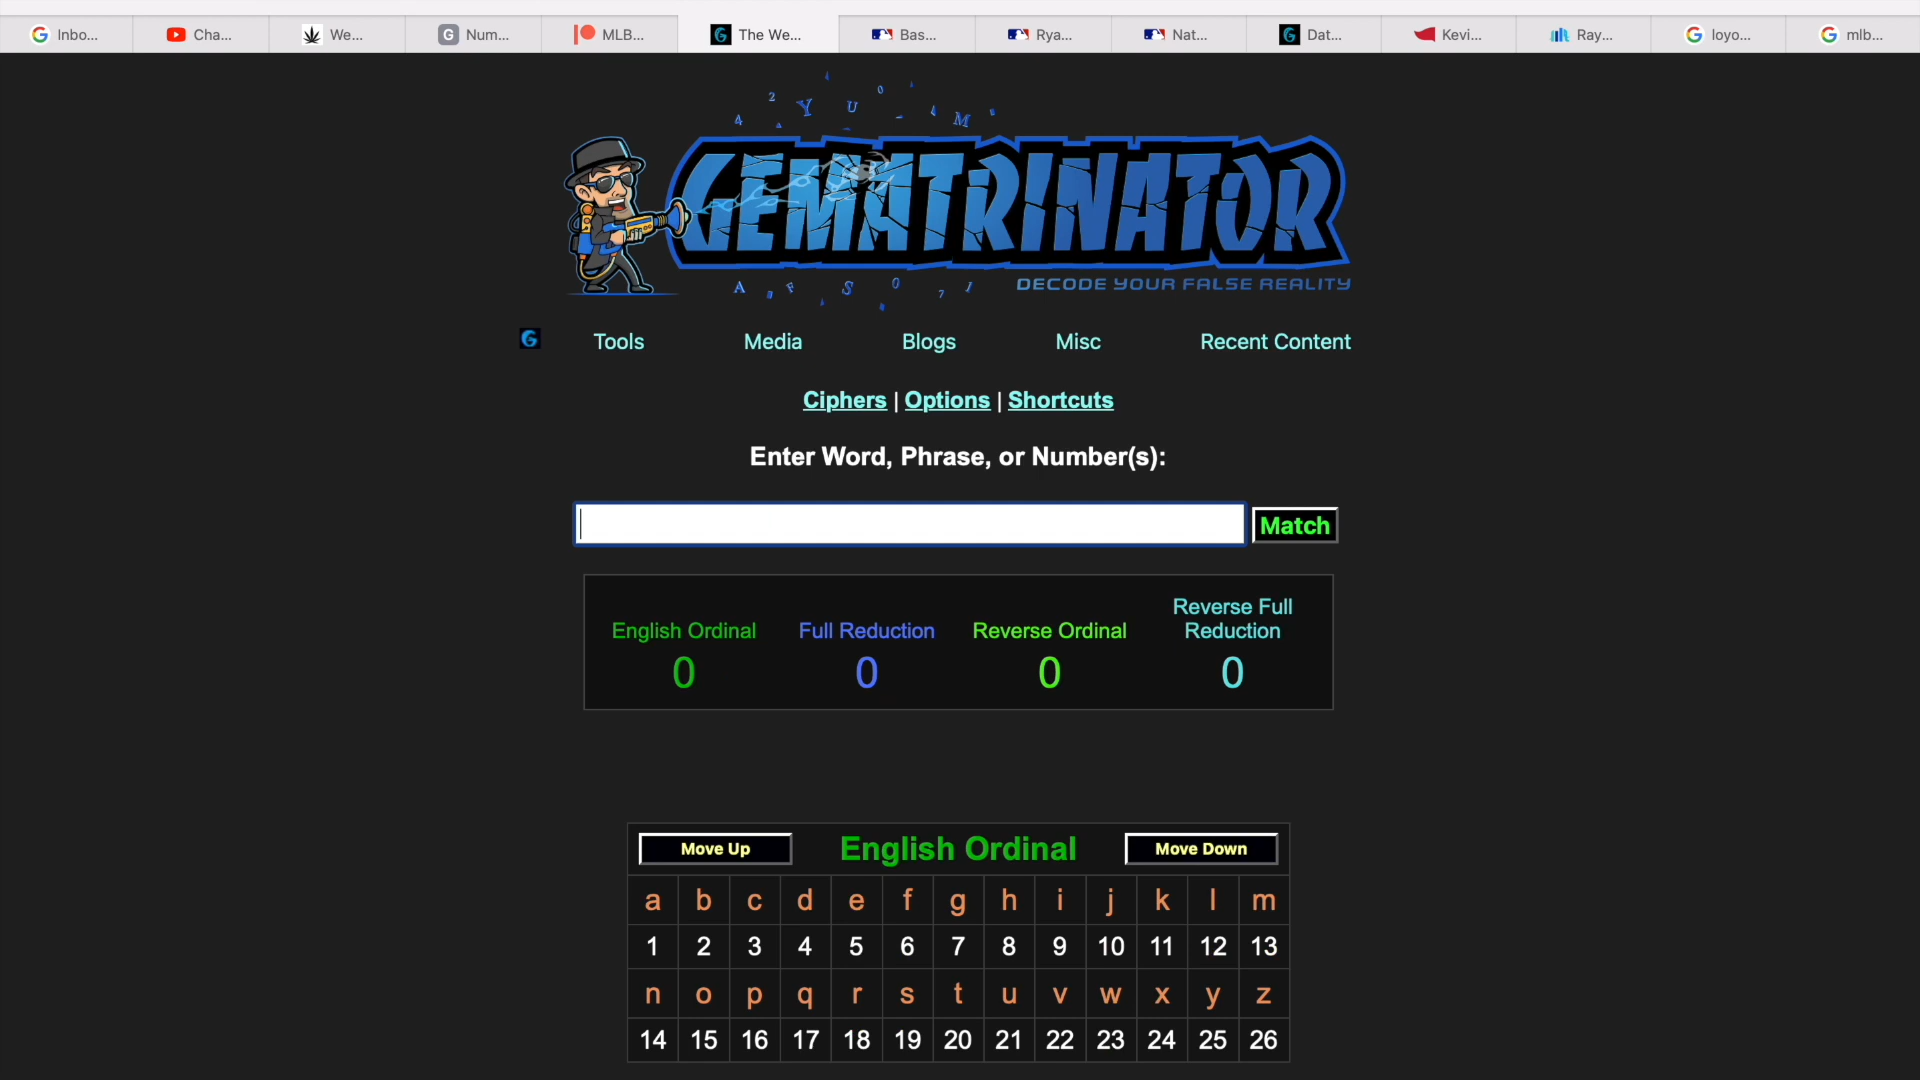 Inbo...
Cha...
We...
Num...
MLB...
The We...
Bas...
Rya...
Nat...
Dat...
Kevi...
Ray...
loyo...
mlb...
GEMATRINATOR
DECODE YOUR FALSE REALITY
Tools
Media
Blogs
Misc
Recent Content
Ciphers | Options | Shortcuts
Enter Word, Phrase, or Number(s):
Match
English Ordinal
0
Full Reduction
0
Reverse Ordinal
0
Reverse Full
Reduction
0
Move Up
English Ordinal
Move Down
a b c d e f g h i j k l m
1 2 3 4 5 6 7 8 9 10 11 12 13
n o p q r s t u v w x y z
14 15 16 17 18 19 20 21 22 23 24 25 26